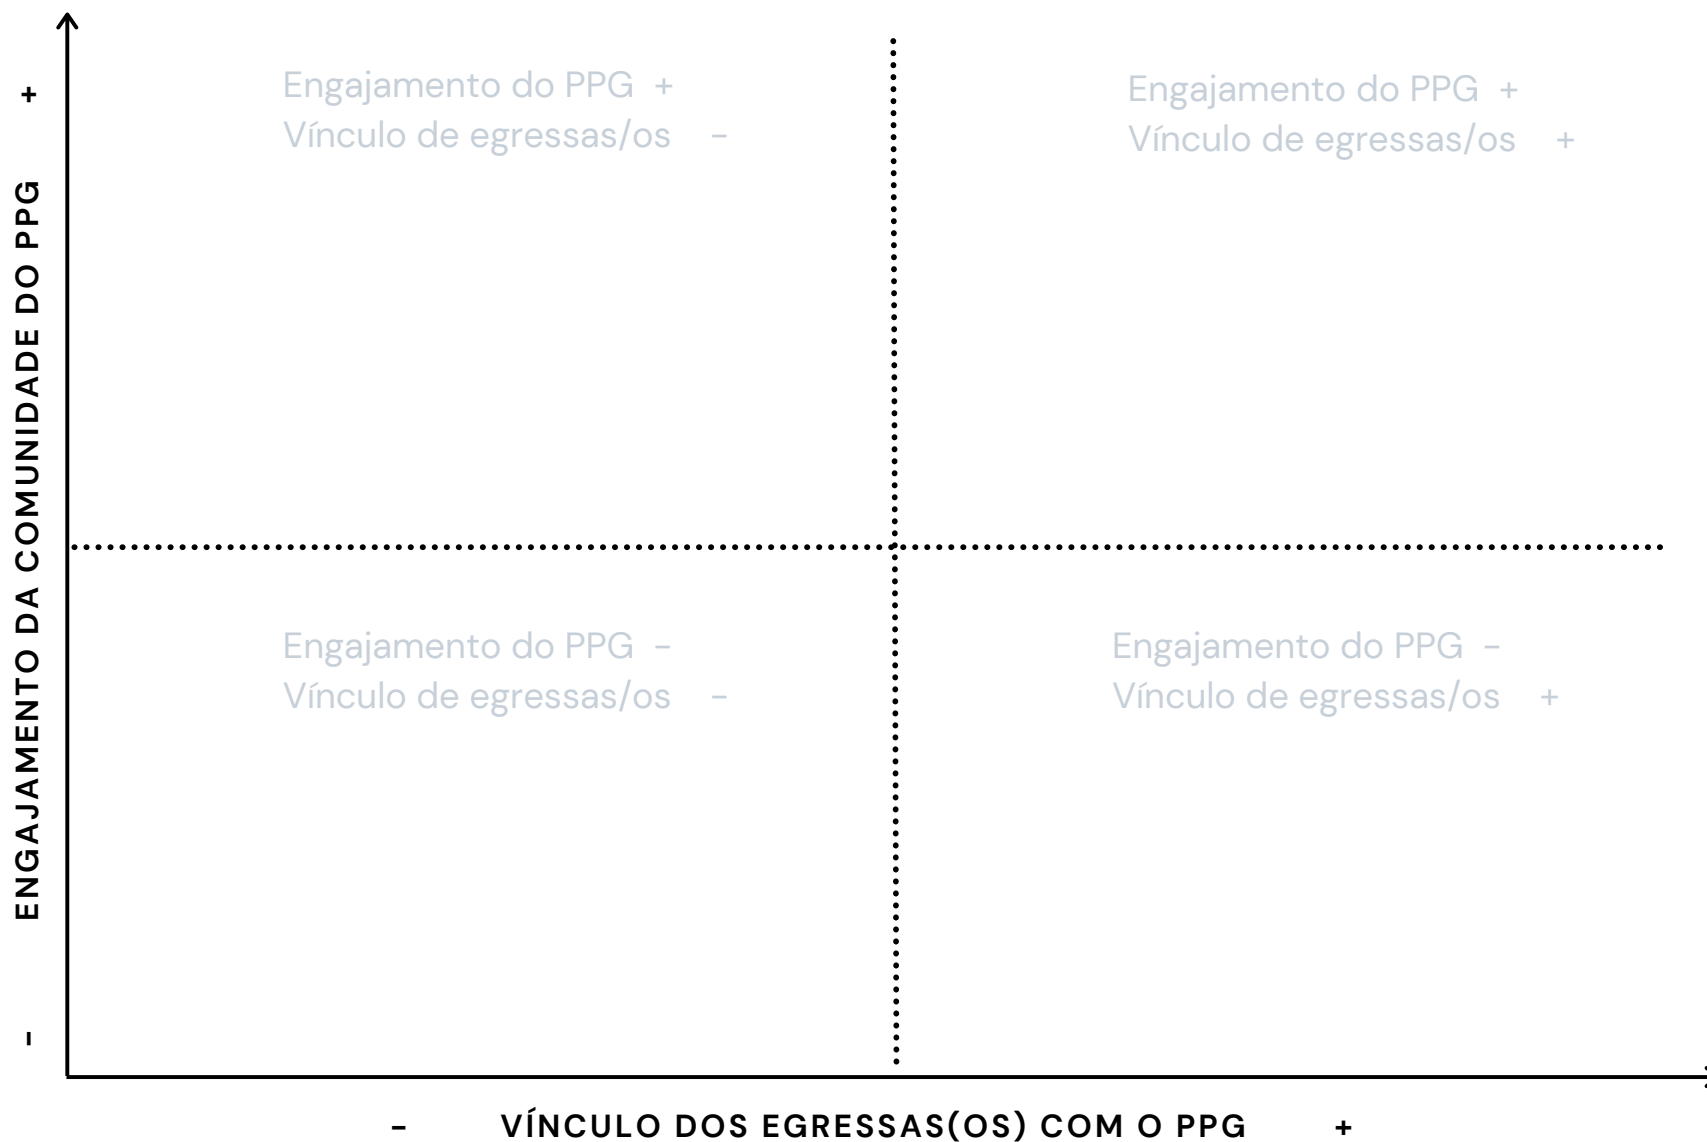 Engajamento do PPG +
Vínculo de egressas/os -
Engajamento do PPG +
Vínculo de egressas/os +
- ENGAJAMENTO DA COMUNIDADE DO PPG +
Engajamento do PPG -
Vínculo de egressas/os -
Engajamento do PPG -
Vínculo de egressas/os +
- VÍNCULO DOS EGRESSAS(OS) COM O PPG +